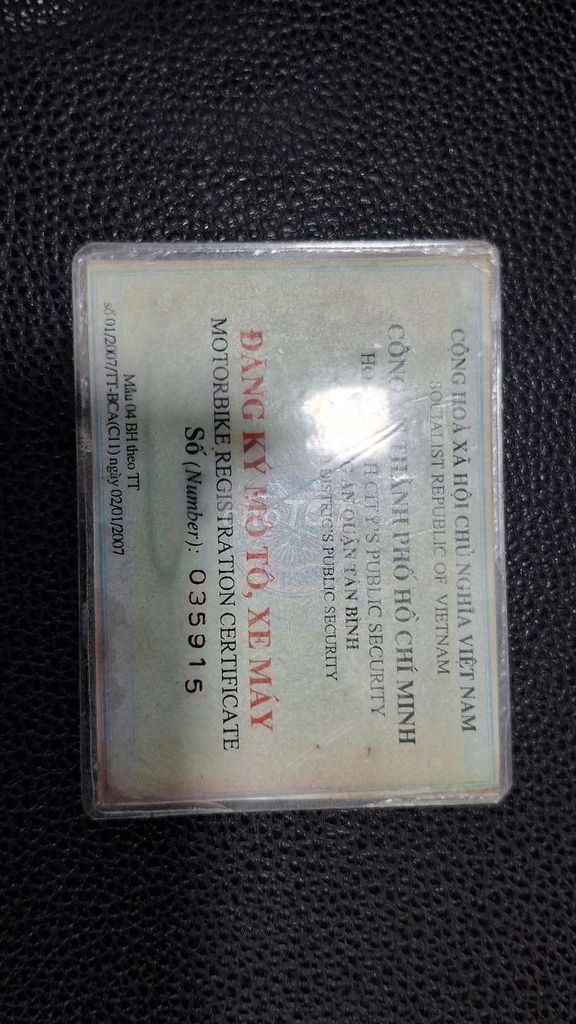 CỘNG HOÀ XÃ HỘI CHỦ NGHĨA VIỆT NAM
SOCIALIST REPUBLIC OF VIETNAM
CÔNG THÀNH PHỐ HỒ CHÍ MINH
HO H CITY'S PUBLIC SECURITY
AN QUẬN TÂN BÌNH
DISTRICT'S PUBLIC SECURITY
ĐĂNG KÝ MÔ TÔ, XE MÁY
MOTORBIKE REGISTRATION CERTIFICATE
Số (Number): 035915
Mẫu 04 BH theo TT
số 01/2007/TT-BCA(C11) ngày 02/01/2007